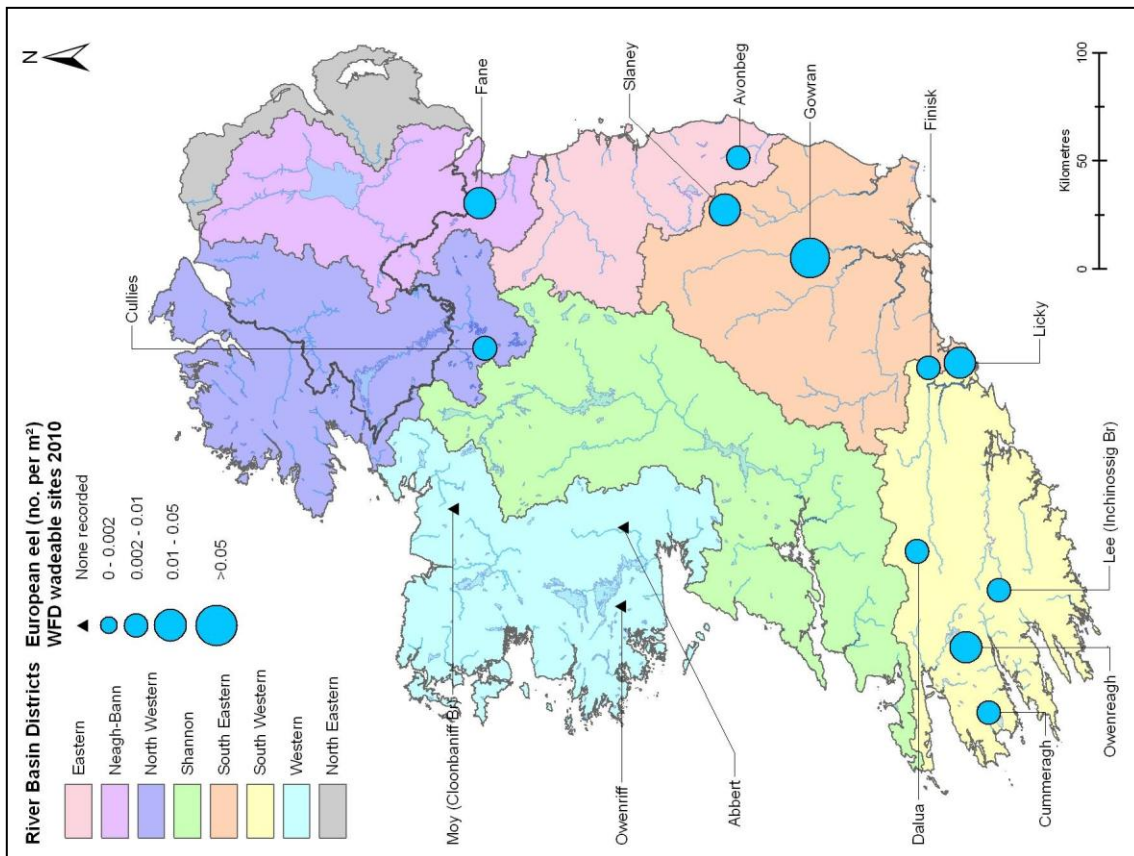 River Basin Districts
Eastern
Neagh-Bann
North Western
Shannon
South Eastern
South Western
Western
North Eastern
European eel (no. per m²)
WFD wadeable sites 2010
None recorded
0 - 0.002
0.002 - 0.01
0.01 - 0.05
>0.05
N
Cullies
Fane
Slaney
Avonbeg
Gowran
Finisk
Licky
Lee (Inchinossig Br)
Owenreagh
Cummeragh
Dalua
Abbert
Owenriff
Moy (Cloonbaniff Br)
0 50 100
Kilometres